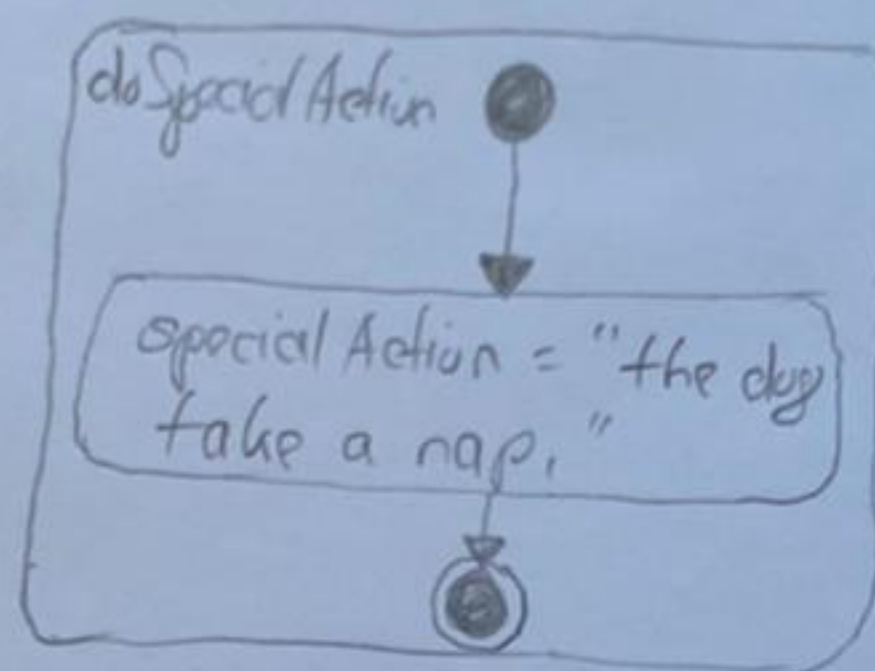 doSpecialAction
specialAction = "the dog
take a nap."